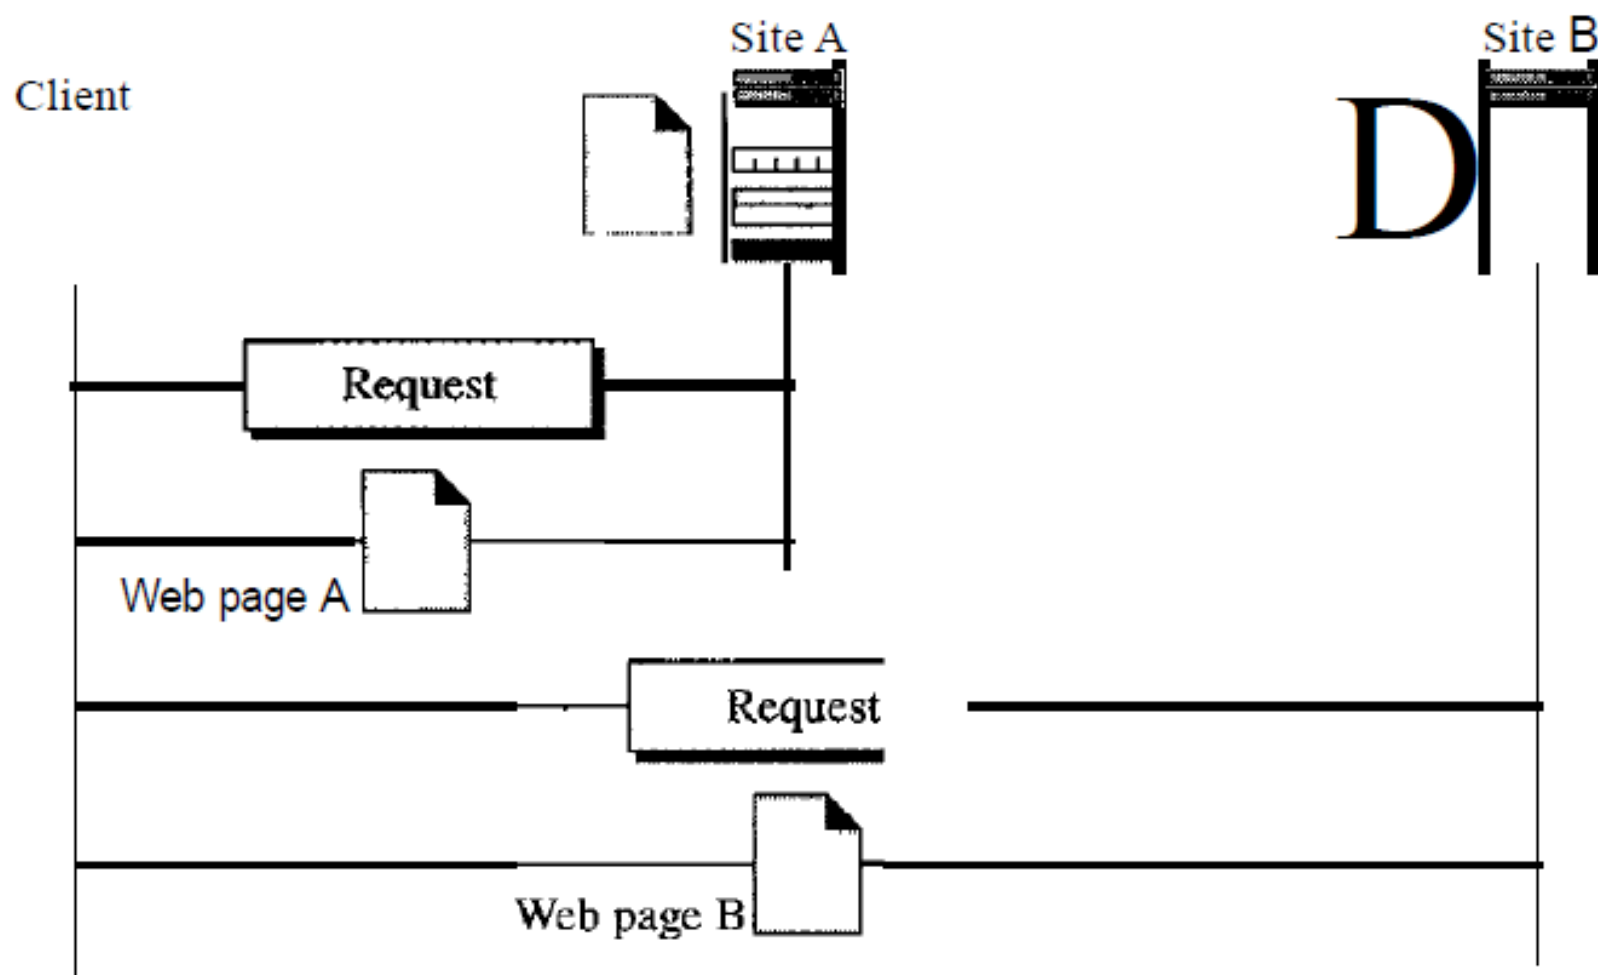 Site A
Site B
Client
D
Request
Web page A
Request
Web page B